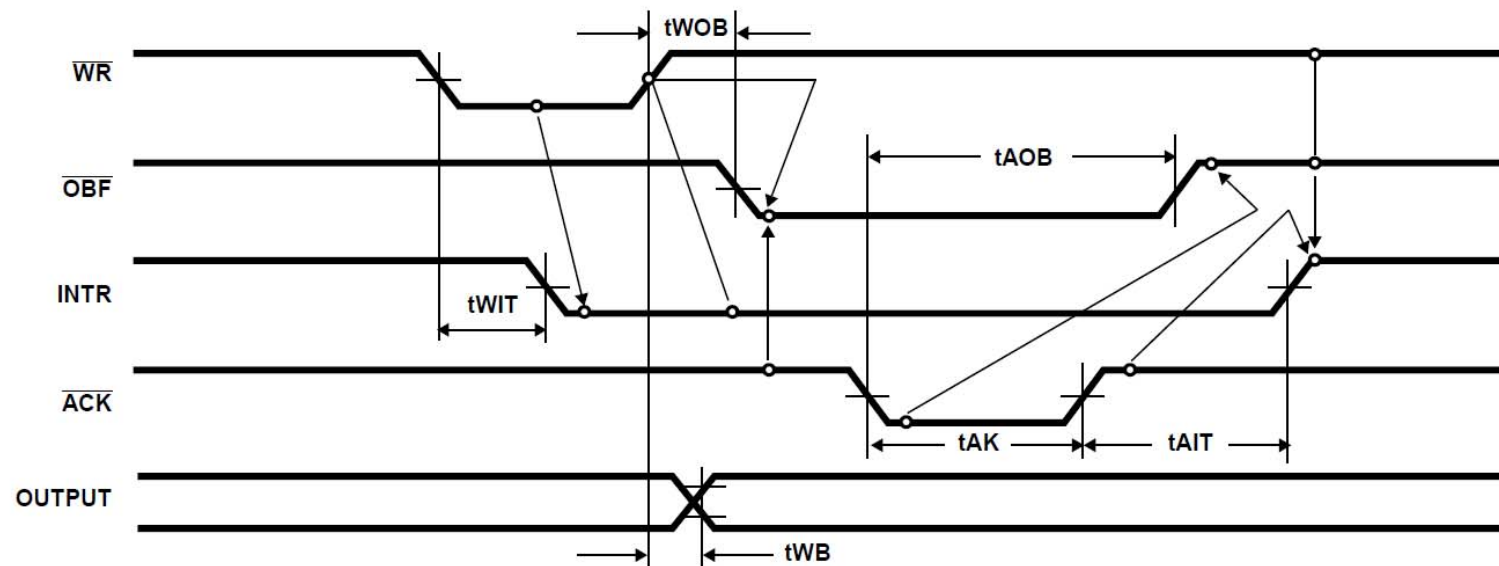 tWOB
WR
tAOB
OBF
INTR
tWIT
ACK
tAK
tAIT
OUTPUT
tWB